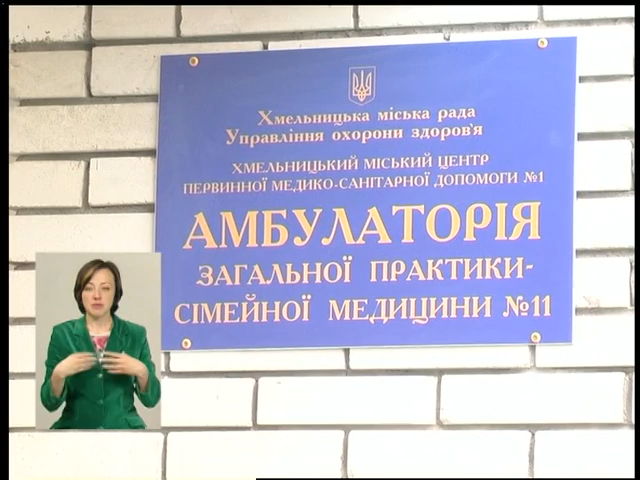 Хмельницька міська рада
Управління охорони здоров'я
ХМЕЛЬНИЦЬКИЙ МІСЬКИЙ ЦЕНТР
ПЕРВИННОЇ МЕДИКО-САНІТАРНОЇ ДОПОМОГИ №1
АМБУЛАТОРІЯ
ЗАГАЛЬНОЇ ПРАКТИКИ-
СІМЕЙНОЇ МЕДИЦИНИ №11